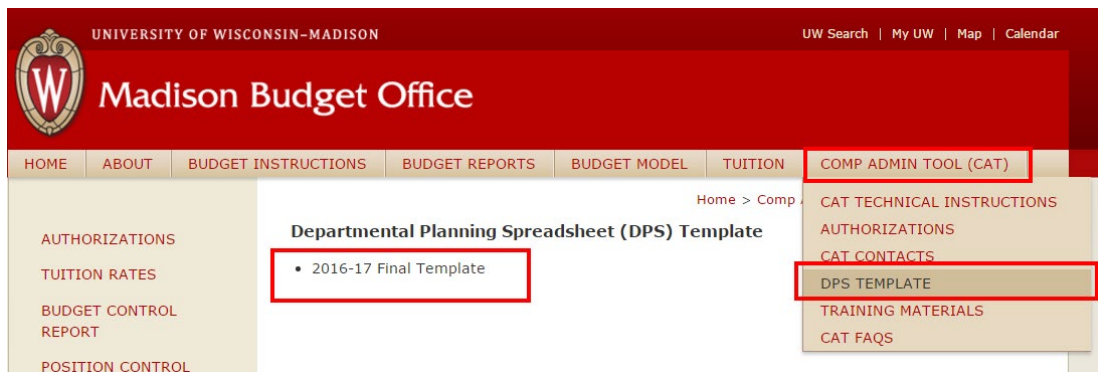 UNIVERSITY OF WISCONSIN–MADISON
UW Search | My UW | Map | Calendar
W
Madison Budget Office
HOME ABOUT BUDGET INSTRUCTIONS BUDGET REPORTS BUDGET MODEL TUITION COMP ADMIN TOOL (CAT)
Home > Comp
CAT TECHNICAL INSTRUCTIONS
AUTHORIZATIONS
CAT CONTACTS
DPS TEMPLATE
TRAINING MATERIALS
CAT FAQS
AUTHORIZATIONS
TUITION RATES
BUDGET CONTROL
REPORT
POSITION CONTROL
Departmental Planning Spreadsheet (DPS) Template
• 2016-17 Final Template